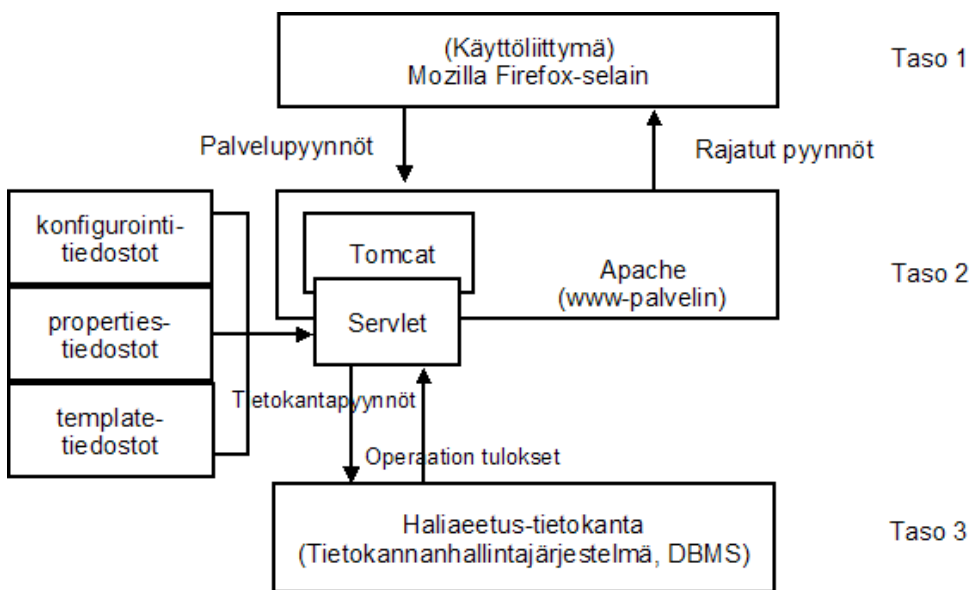 (Käyttöliittymä)
Mozilla Firefox-selain
Taso 1
Palvelupyynnöt
Rajatut pyynnöt
konfigurointi-
tiedostot
properties-
tiedostot
template-
tiedostot
Tomcat
Servlet
Apache
(www-palvelin)
Taso 2
Tietokantapyynnöt
Operaation tulokset
Haliaeetus-tietokanta
(Tietokannanhallintajärjestelmä, DBMS)
Taso 3